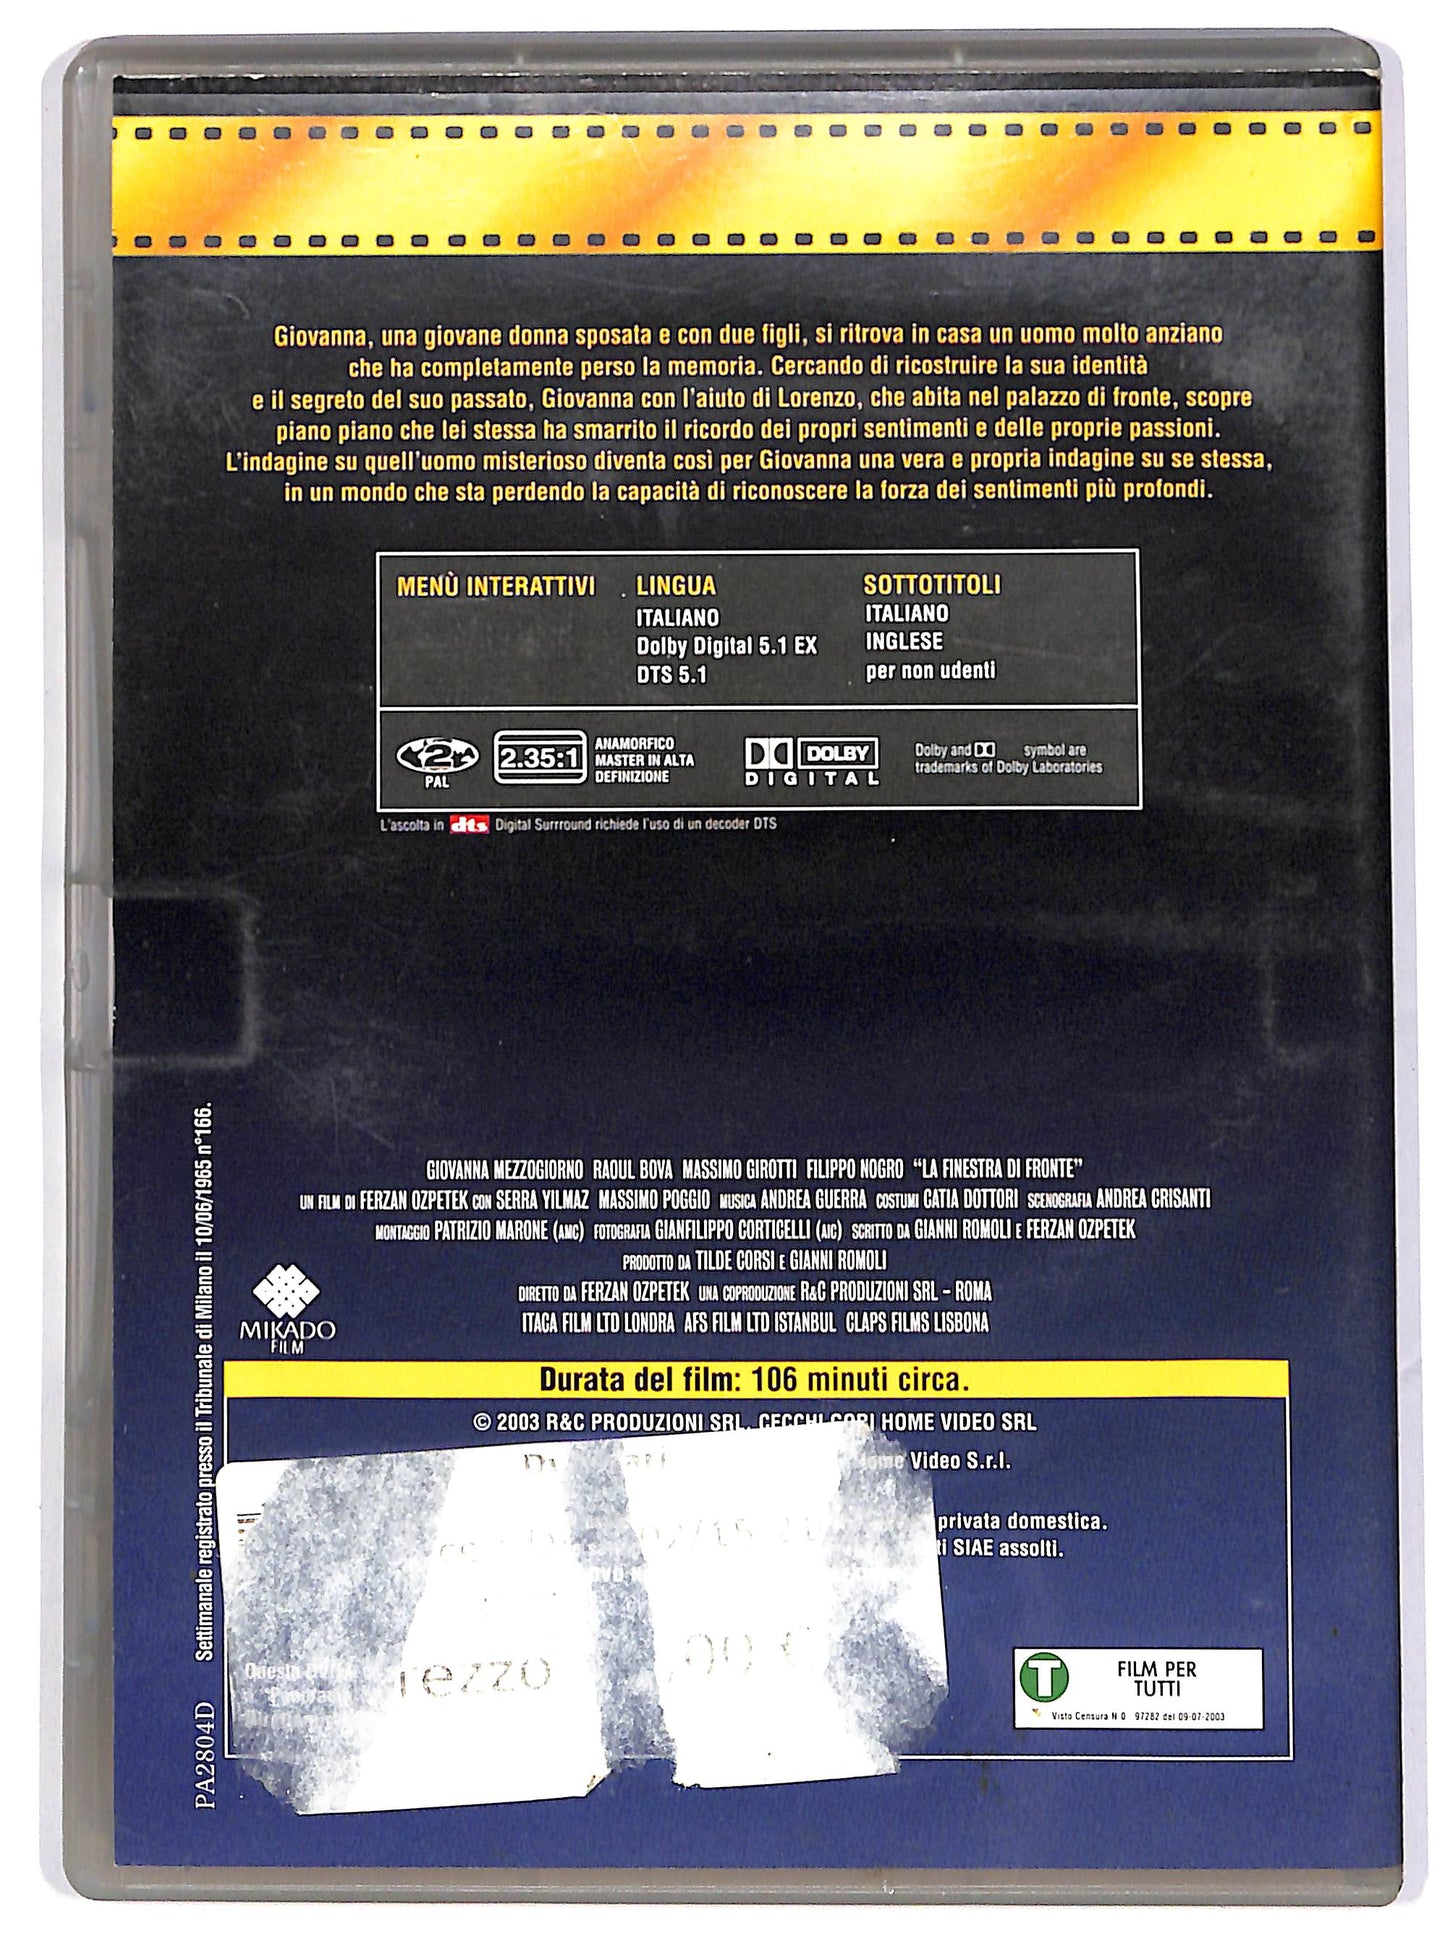 Giovanna, una giovane donna sposata e con due figli, si ritrova in casa un uomo molto anziano
che ha completamente perso la memoria. Cercando di ricostruire la sua identità
e il segreto del suo passato, Giovanna con l'aiuto di Lorenzo, che abita nel palazzo di fronte, scopre
piano piano che lei stessa ha smarrito il ricordo dei propri sentimenti e delle proprie passioni.
L'indagine su quell'uomo misterioso diventa così per Giovanna una vera e propria indagine su se stessa,
in un mondo che sta perdendo la capacità di riconoscere la forza dei sentimenti più profondi.
MENÙ INTERATTIVI
LINGUA
ITALIANO
Dolby Digital 5.1 EX
DTS 5.1
SOTTOTITOLI
ITALIANO
INGLESE
per non udenti
2
PAL
2.35:1
ANAMORFICO
MASTER IN ALTA
DEFINIZIONE
DOLBY
DIGITAL
Dolby and symbol are
trademarks of Dolby Laboratories
L'ascolta in dts Digital Surrround richiede l'uso di un decoder DTS
GIOVANNA MEZZOGIORNO RAOUL BOVA MASSIMO GIROTTI FILIPPO NOGRO "LA FINESTRA DI FRONTE"
UN FILM DI FERZAN OZPETEK CON SERRA YILMAZ MASSIMO POGGIO MUSICA ANDREA GUERRA COSTUMI CATIA DOTTORI SCENOGRAFIA ANDREA CRISANTI
MONTAGGIO PATRIZIO MARONE (AMC) FOTOGRAFIA GIANFILIPPO CORTICELLI (AIC) SCRITTO DA GIANNI ROMOLI E FERZAN OZPETEK
PRODOTTO DA TILDE CORSI E GIANNI ROMOLI
DIRETTO DA FERZAN OZPETEK UNA COPRODUZIONE R&C PRODUZIONI SRL - ROMA
ITACA FILM LTD LONDRA AFS FILM LTD ISTANBUL CLAPS FILMS LISBONA
MIKADO
FILM
Durata del film: 106 minuti circa.
© 2003 R&C PRODUZIONI SRL, CECCHI GORI HOME VIDEO SRL
Home Video S.r.l.
privata domestica.
SIAE assolti.
Questo
FILM PER
TUTTI
T
Visto Censura N 0 97282 del 09-07-2003
Settimanale registrato presso il Tribunale di Milano il 10/06/1965 n°166.
PA2804D